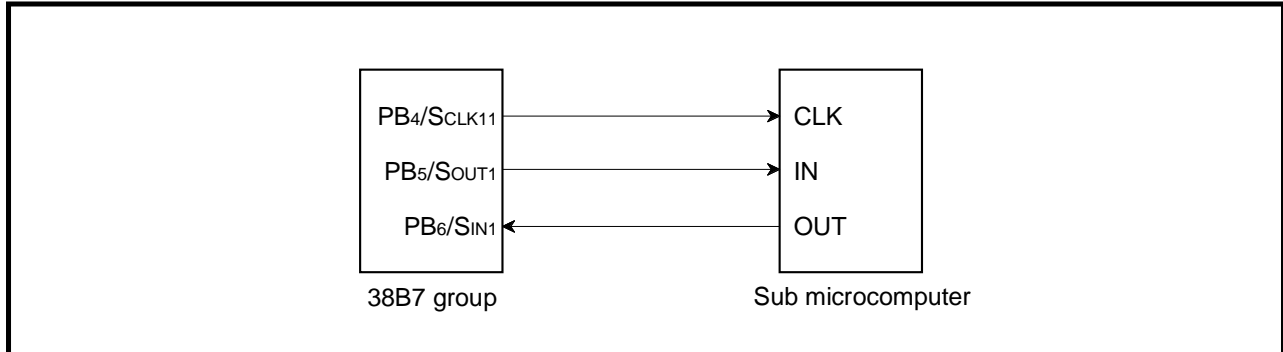 PB4/SCLK11 CLK
PB5/SOUT1 IN
PB6/SIN1 OUT
38B7 group Sub microcomputer